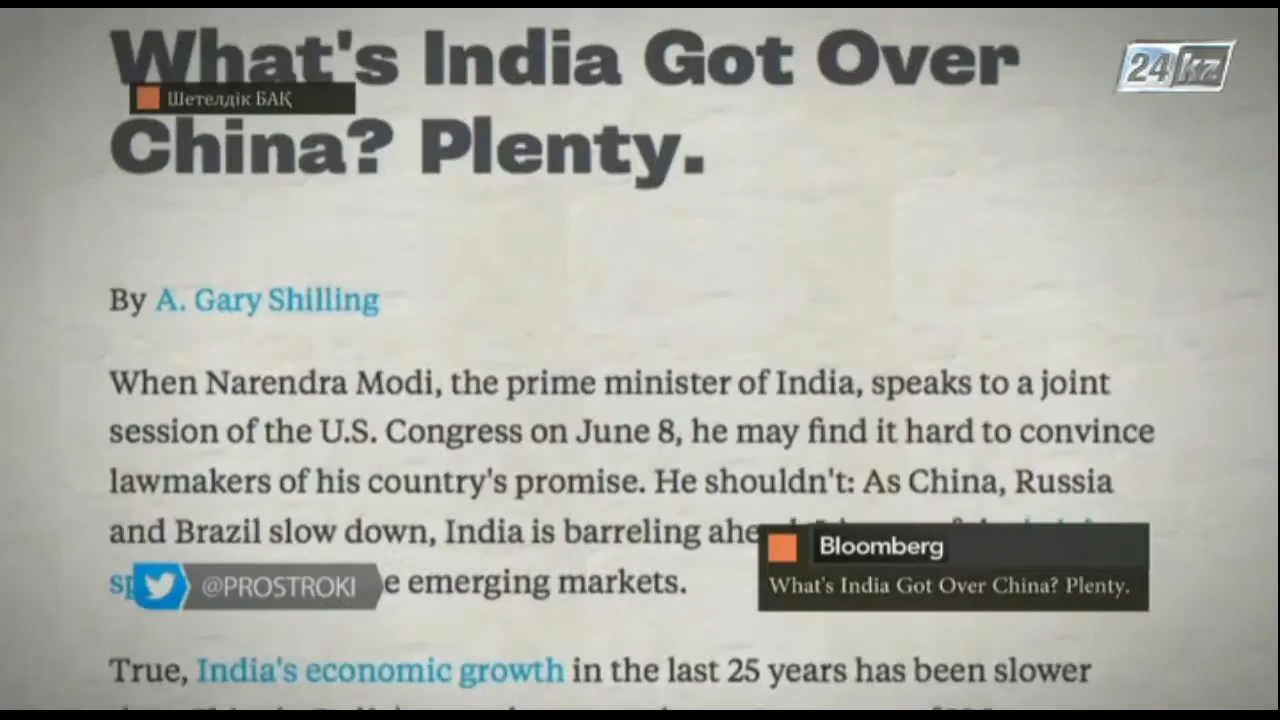 What's India Got Over
24 kz
Шетелдік БАҚ
China? Plenty.
By A. Gary Shilling
When Narendra Modi, the prime minister of India, speaks to a joint
session of the U.S. Congress on June 8, he may find it hard to convince
lawmakers of his country's promise. He shouldn't: As China, Russia
and Brazil slow down, India is barreling
Bloomberg
@PROSTROKI
emerging markets.
What's India Got Over China? Plenty.
True, India's economic growth in the last 25 years has been slower